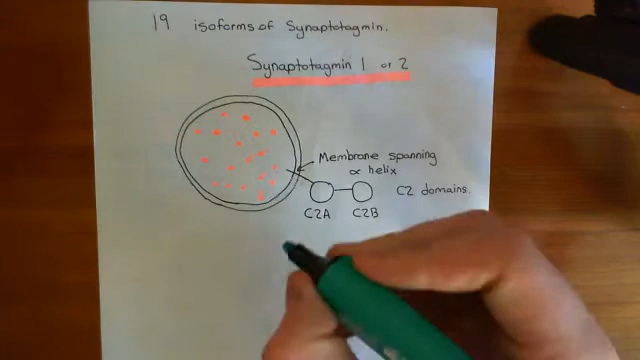 19 isoforms of Synaptotagmin.
Synaptotagmin 1 or 2
Membrane spanning
α helix
C2 domains.
C2A C2B